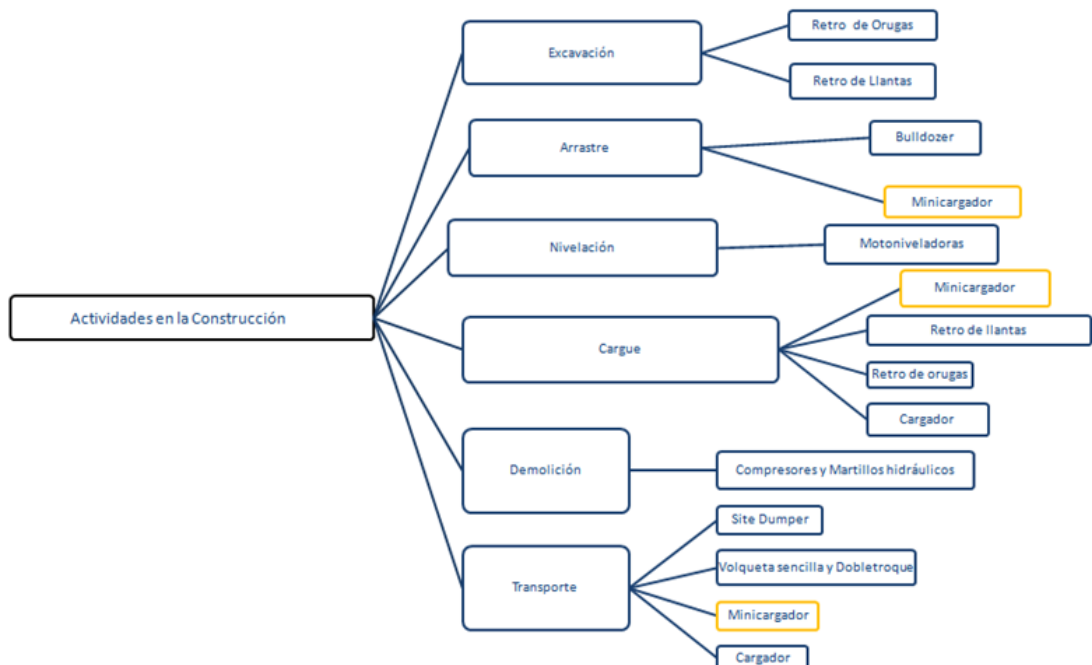 Actividades en la Construcción
Excavación
Retro de Orugas
Retro de Llantas
Arrastre
Bulldozer
Minicargador
Nivelación
Motoniveladoras
Cargue
Minicargador
Retro de llantas
Retro de orugas
Cargador
Demolición
Compresores y Martillos hidráulicos
Transporte
Site Dumper
Volqueta sencilla y Dobletroque
Minicargador
Cargador